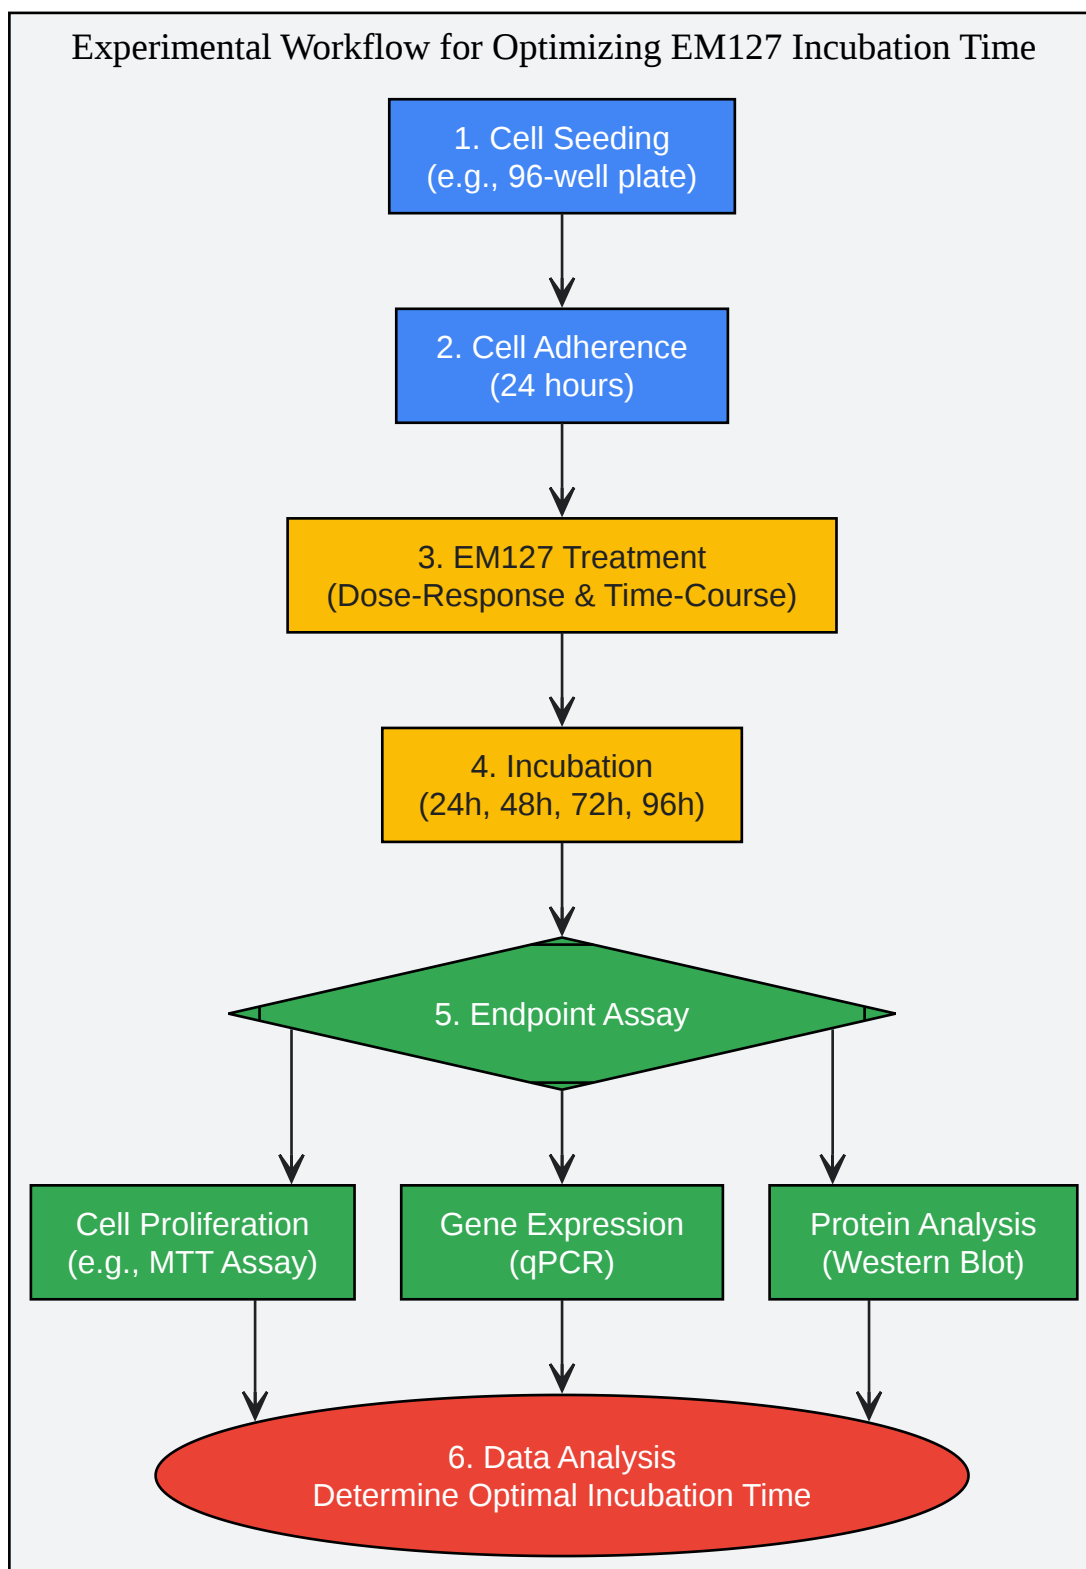 Experimental Workflow for Optimizing EM127 Incubation Time
1. Cell Seeding
(e.g., 96-well plate)
2. Cell Adherence
(24 hours)
3. EM127 Treatment
(Dose-Response & Time-Course)
4. Incubation
(24h, 48h, 72h, 96h)
5. Endpoint Assay
Cell Proliferation
(e.g., MTT Assay)
Gene Expression
(qPCR)
Protein Analysis
(Western Blot)
6. Data Analysis
Determine Optimal Incubation Time